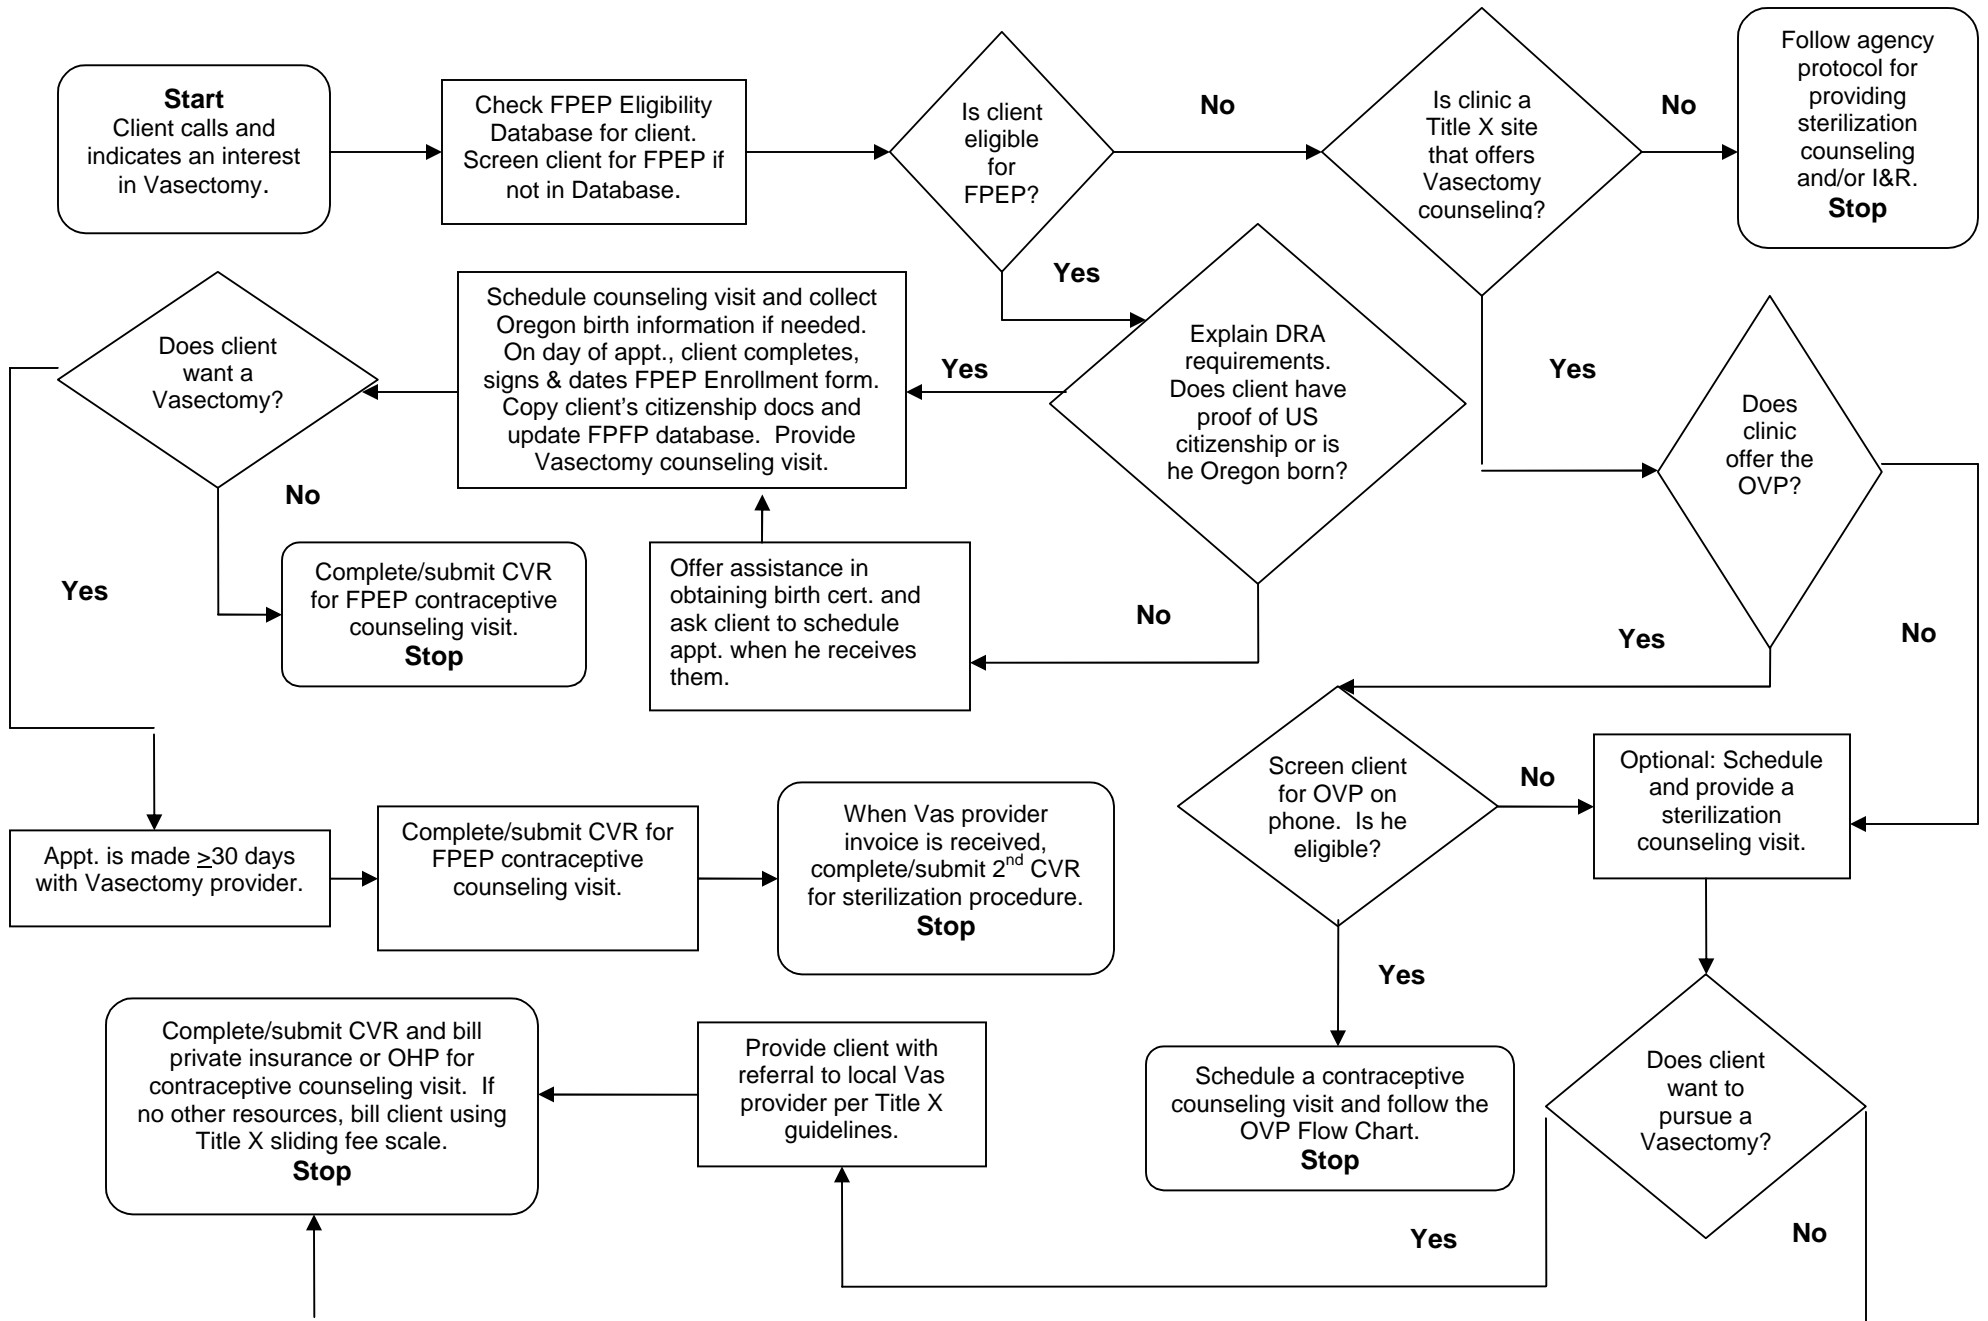 Start
Client calls and
indicates an interest
in Vasectomy.
Check FPEP Eligibility
Database for client.
Screen client for FPEP if
not in Database.
Is client
eligible
for
FPEP?
No
Is clinic a
Title X site
that offers
Vasectomy
counseling?
No
Follow agency
protocol for
providing
sterilization
counseling
and/or I&R.
Stop
Yes
Explain DRA
requirements.
Does client have
proof of US
citizenship or is
he Oregon born?
Yes
Schedule counseling visit and collect
Oregon birth information if needed.
On day of appt., client completes,
signs & dates FPEP Enrollment form.
Copy client's citizenship docs and
update FPFP database.  Provide
Vasectomy counseling visit.
Does client
want a
Vasectomy?
No
Complete/submit CVR
for FPEP contraceptive
counseling visit.
Stop
Yes
Offer assistance in
obtaining birth cert. and
ask client to schedule
appt. when he receives
them.
No
Yes
Does
clinic
offer the
OVP?
Yes
No
Screen client
for OVP on
phone.  Is he
eligible?
No
Optional: Schedule
and provide a
sterilization
counseling visit.
Appt. is made >30 days
with Vasectomy provider.
Complete/submit CVR for
FPEP contraceptive
counseling visit.
When Vas provider
invoice is received,
complete/submit 2nd CVR
for sterilization procedure.
Stop
Yes
Schedule a contraceptive
counseling visit and follow the
OVP Flow Chart.
Stop
Does client
want to
pursue a
Vasectomy?
Yes
No
Provide client with
referral to local Vas
provider per Title X
guidelines.
Complete/submit CVR and bill
private insurance or OHP for
contraceptive counseling visit.  If
no other resources, bill client using
Title X sliding fee scale.
Stop